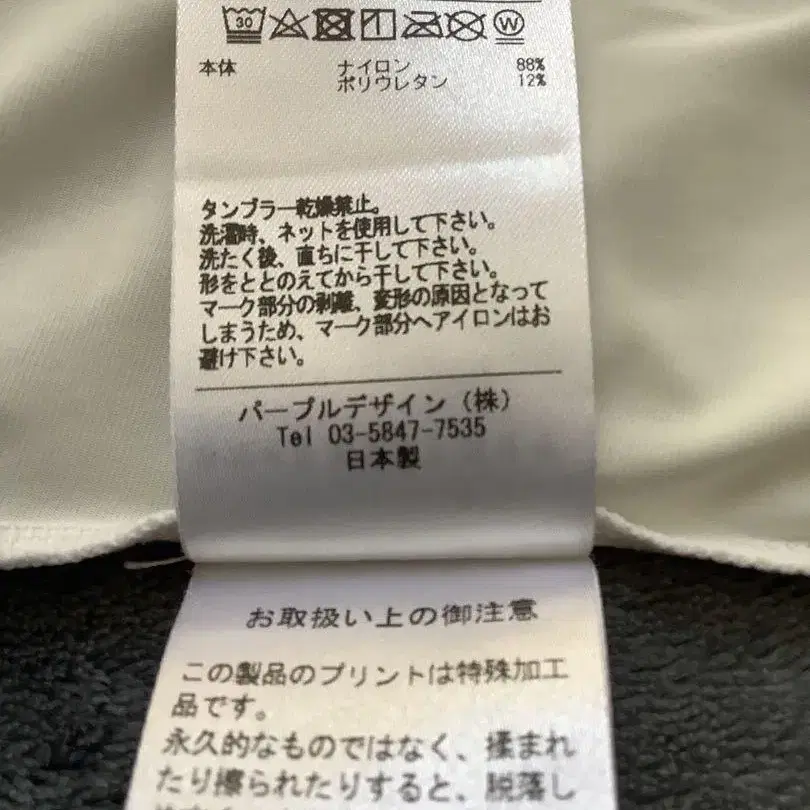 30
W
本体 ナイロン 88%
ポリウレタン 12%
タンブラー乾燥禁止。
洗濯時、ネットを使用して下さい。
洗たく後、直ちに干して下さい。
形をととのえてから干して下さい。
マーク部分の剥離、変形の原因となって
しまうため、マーク部分へアイロンはお
避け下さい。
パープルデザイン(株)
Tel 03-5847-7535
日本製
お取扱い上の御注意
この製品のプリントは特殊加工
品です。
永久的なものではなく、揉まれ
たり擦られたりすると、脱落し